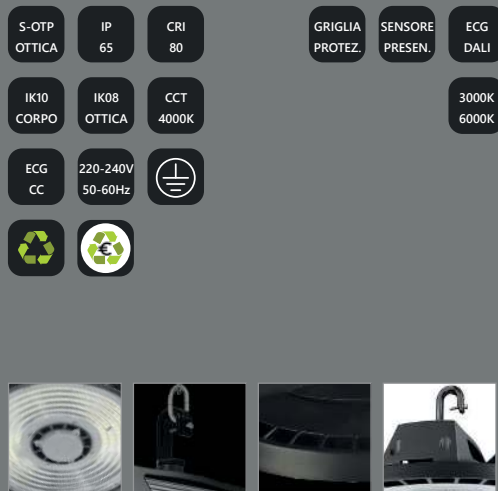 S-OTP
OTTICA
IP
65
CRI
80
GRIGLIA
PROTEZ.
SENSORE
PRESEN.
ECG
DALI
IK10
CORPO
IK08
OTTICA
CCT
4000K
3000K
6000K
ECG
CC
220-240V
50-60Hz
€